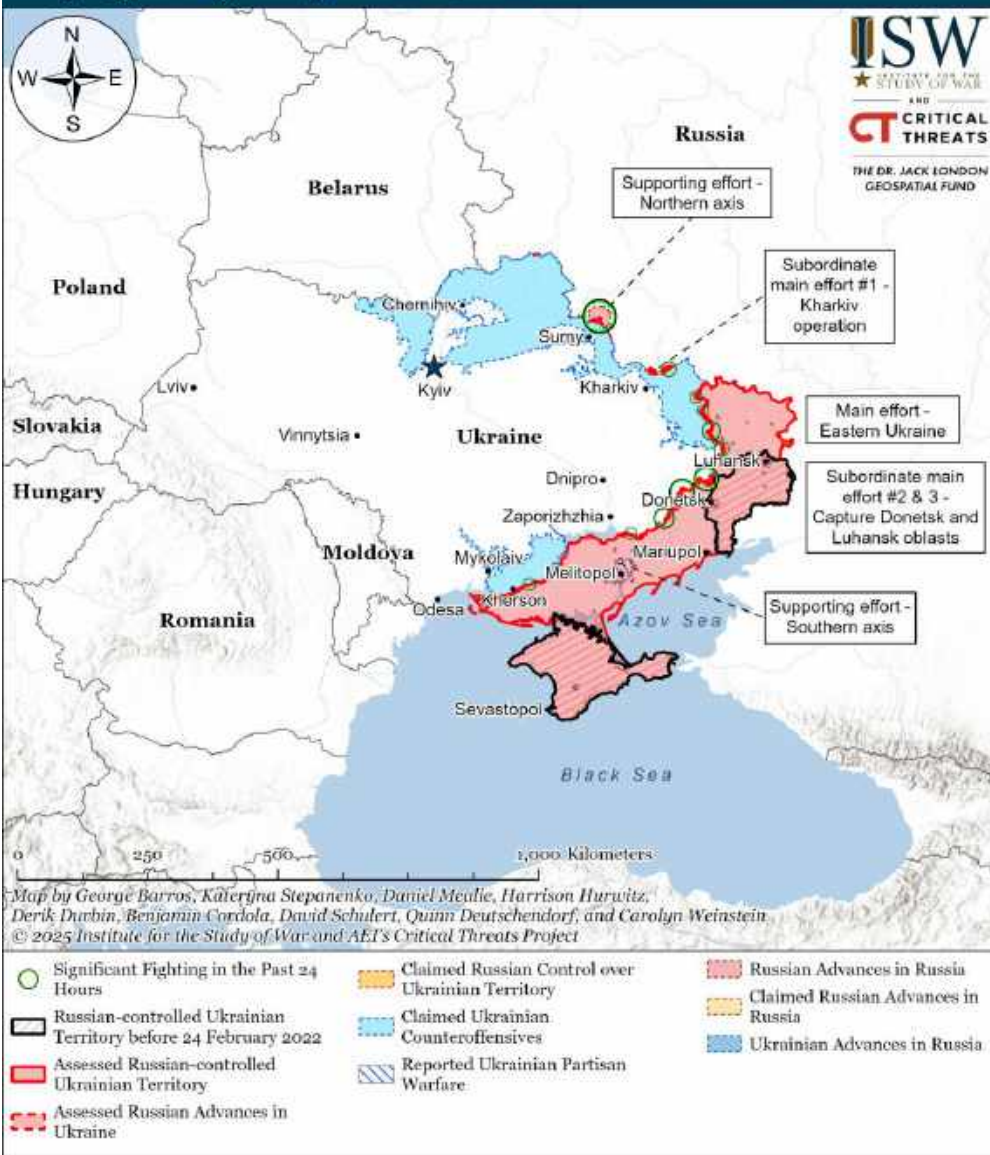 N
W
E
S
ISW
INSTITUTE FOR THE
STUDY OF WAR
AND
CT CRITICAL
THREATS
THE DR. JACK LONDON
GEOSPATIAL FUND
Russia
Supporting effort -
Northern axis
Belarus
Subordinate
main effort #1 -
Kharkiv
operation
Poland
Chernihiv
Sumy
Kyiv
Lviv
Kharkiv
Slovakia
Main effort -
Eastern Ukraine
Vinnytsia
Ukraine
Luhansk
Hungary
Dnipro
Donetsk
Subordinate main
effort #2 & 3 -
Capture Donetsk and
Luhansk oblasts
Zaporizhzhia
Moldova
Mykolaiv
Mariupol
Melitopol
Odesa
Kherson
Romania
Azov Sea
Supporting effort -
Southern axis
Sevastopol
Black Sea
0
250
500
1,000 Kilometers
Map by George Barros, Kateryna Stepanenko, Daniel Mealie, Harrison Hurwitz,
Derik Durbin, Benjamin Cordola, David Schulert, Quinn Deutschendorf, and Carolyn Weinstein
© 2025 Institute for the Study of War and AEI's Critical Threats Project
Significant Fighting in the Past 24
Hours
Russian-controlled Ukrainian
Territory before 24 February 2022
Assessed Russian-controlled
Ukrainian Territory
Assessed Russian Advances in
Ukraine
Claimed Russian Control over
Ukrainian Territory
Claimed Ukrainian
Counteroffensives
Reported Ukrainian Partisan
Warfare
Russian Advances in Russia
Claimed Russian Advances in
Russia
Ukrainian Advances in Russia